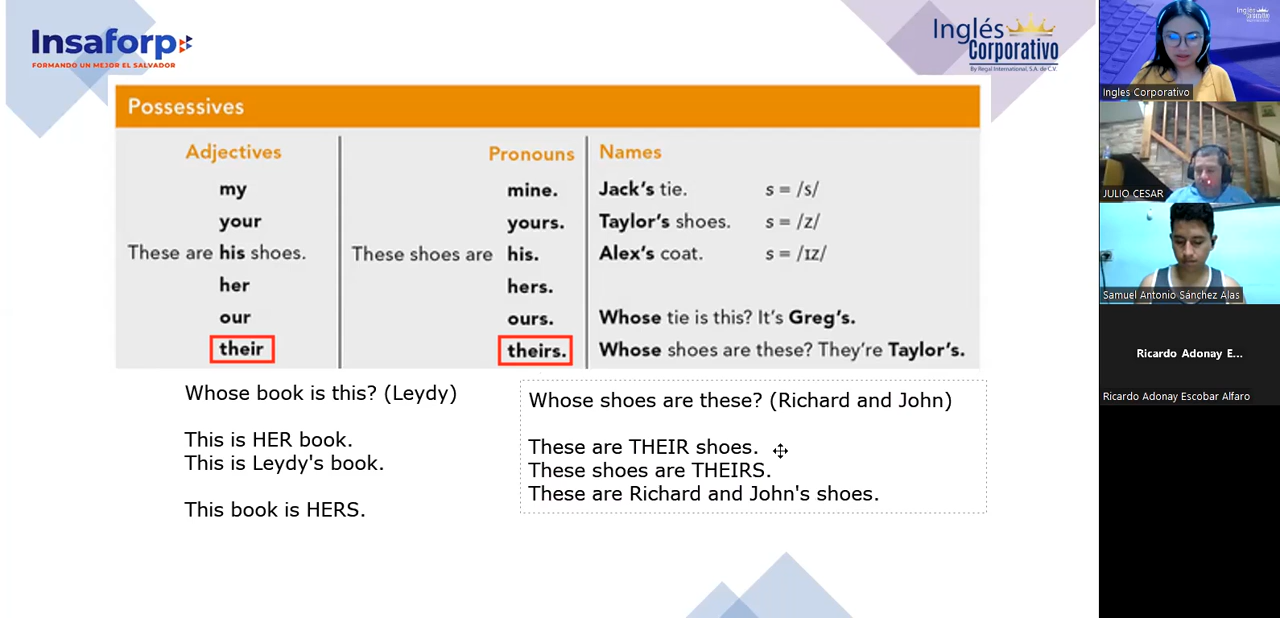 Insaforp
FORMANDO UN MEJOR EL SALVADOR
Inglés
Corporativo
By Regal International, S.A. de C.V.
Possessives
Adjectives
my
your
These are his shoes.
her
our
their
Pronouns
mine.
yours.
These shoes are his.
hers.
ours.
theirs.
Names
Jack's tie. s = /s/
Taylor's shoes. s = /z/
Alex's coat. s = /ɪz/
Whose tie is this? It's Greg's.
Whose shoes are these? They're Taylor's.
Whose book is this? (Leydy)
This is HER book.
This is Leydy's book.
This book is HERS.
Whose shoes are these? (Richard and John)
These are THEIR shoes.
These shoes are THEIRS.
These are Richard and John's shoes.
Inglés
Ingles Corporativo
JULIO CESAR
Samuel Antonio Sánchez Alas
Ricardo Adonay E...
Ricardo Adonay Escobar Alfaro